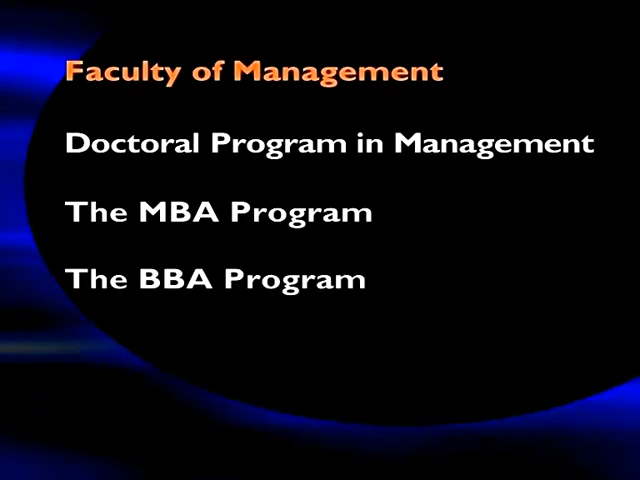 Faculty of Management
Doctoral Program in Management
The MBA Program
The BBA Program